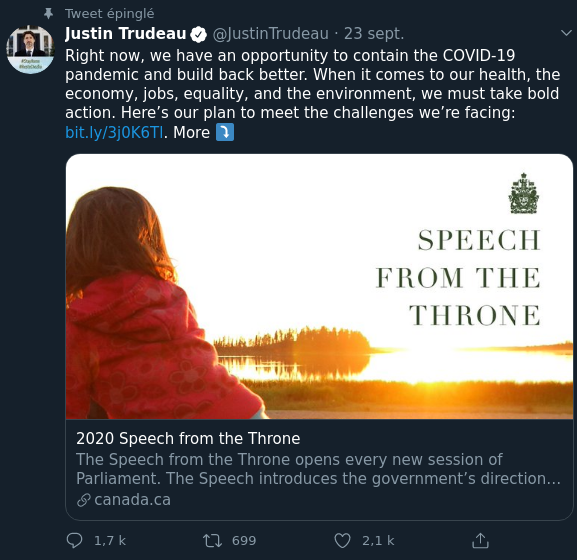 Tweet épinglé
Justin Trudeau @JustinTrudeau · 23 sept.
Right now, we have an opportunity to contain the COVID-19
pandemic and build back better. When it comes to our health, the
economy, jobs, equality, and the environment, we must take bold
action. Here’s our plan to meet the challenges we’re facing:
bit.ly/3j0K6Tl. More ⤵️
SPEECH
FROM THE
THRONE
2020 Speech from the Throne
The Speech from the Throne opens every new session of
Parliament. The Speech introduces the government’s direction…
canada.ca
1,7 k 699 2,1 k